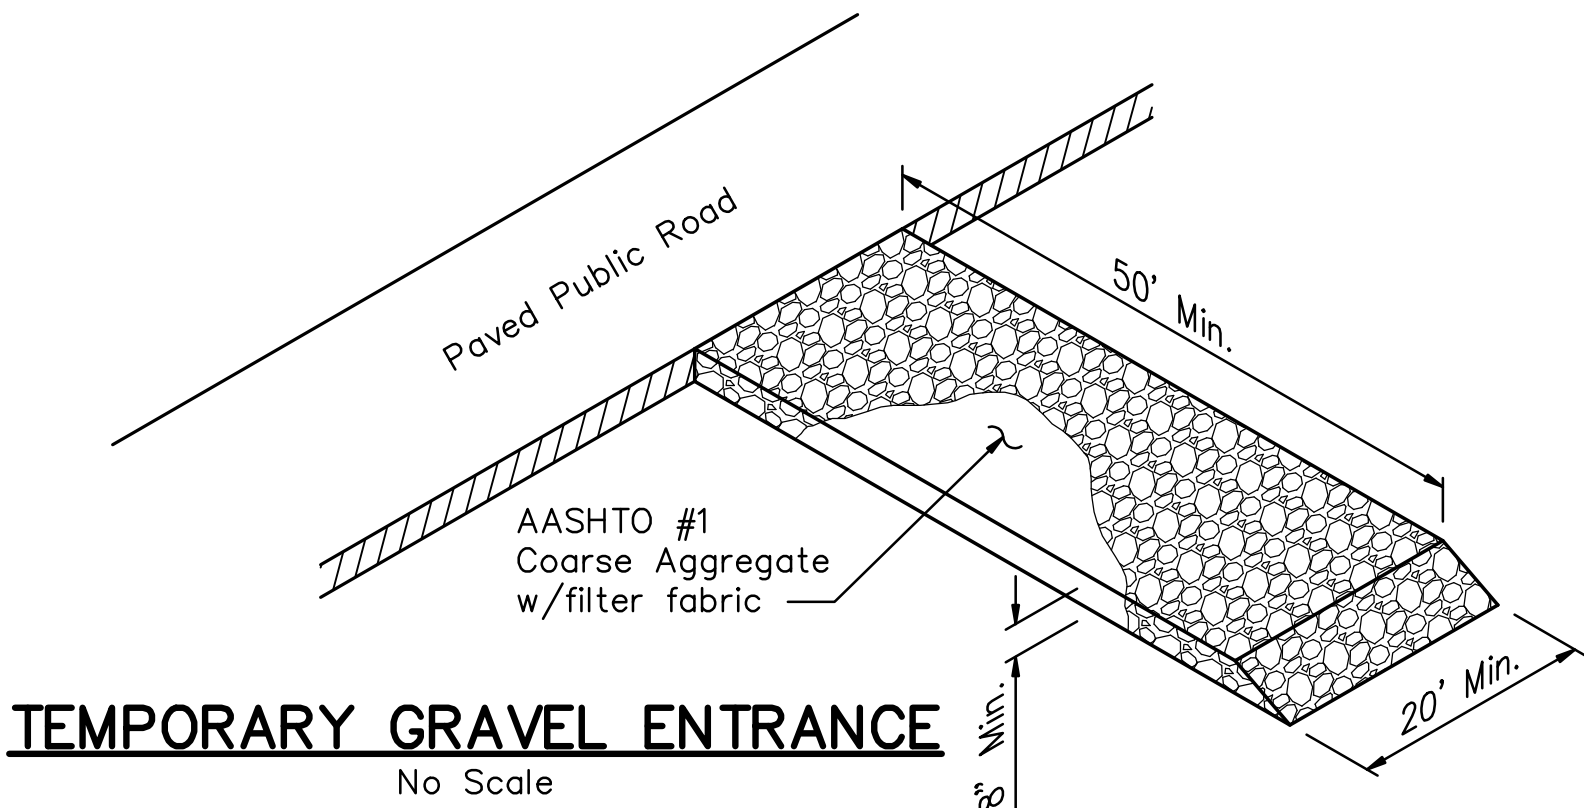 Paved Public Road
50' Min.
AASHTO #1
Coarse Aggregate
w/filter fabric
20' Min.
8" Min.
TEMPORARY GRAVEL ENTRANCE
No Scale